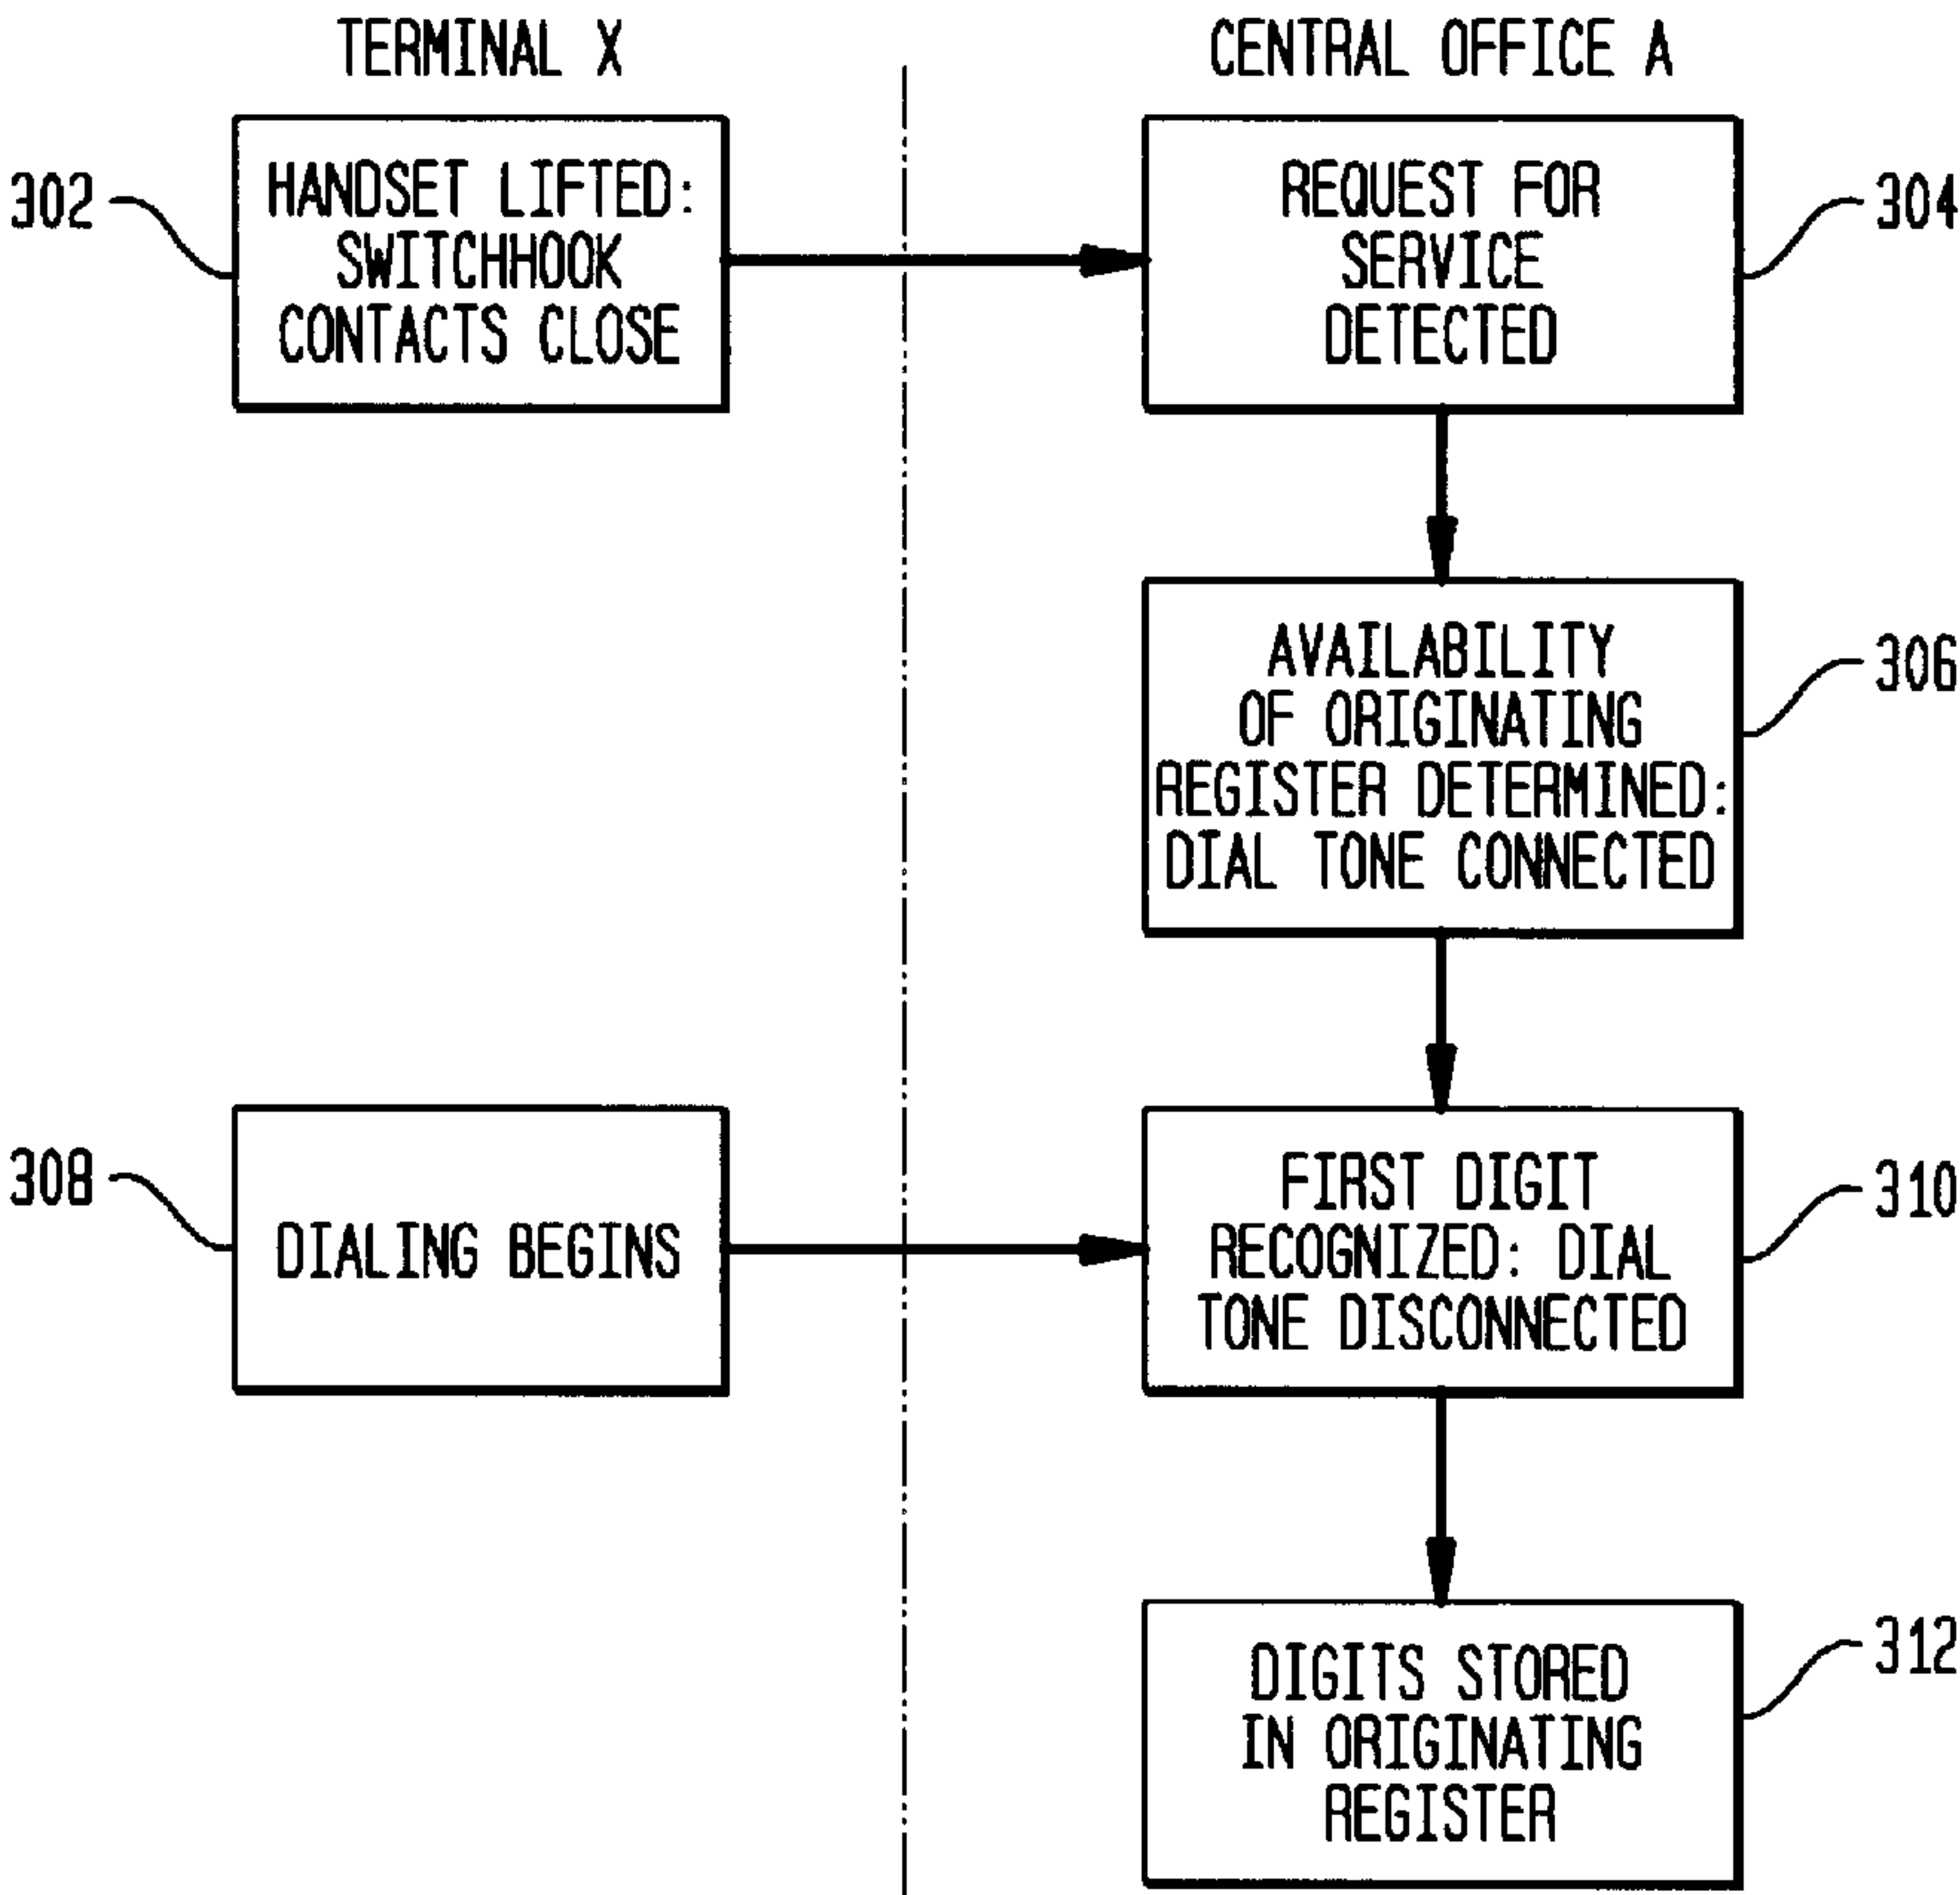 TERMINAL X
CENTRAL OFFICE A
302
HANDSET LIFTED:
SWITCHHOOK
CONTACTS CLOSE
REQUEST FOR
SERVICE
DETECTED
304
AVAILABILITY
OF ORIGINATING
REGISTER DETERMINED:
DIAL TONE CONNECTED
306
308
DIALING BEGINS
FIRST DIGIT
RECOGNIZED: DIAL
TONE DISCONNECTED
310
DIGITS STORED
IN ORIGINATING
REGISTER
312